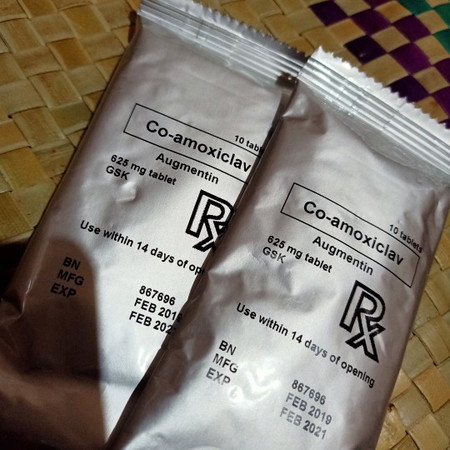 10 tab
Co-amoxiclav
Augmentin
625 mg tablet
GSK
Rx
Use within 14 days of ope
BN 867696
MFG FEB 2019
EXP FEB 2021
10 tablets
Co-amoxiclav
Augmentin
625 mg tablet
GSK
Rx
Use within 14 days of opening
BN 867696
MFG FEB 2019
EXP FEB 2021